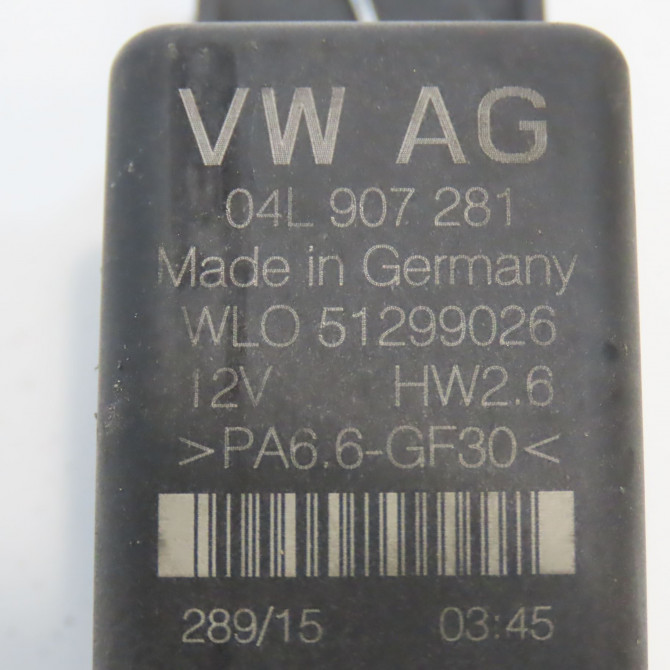 VW AG
04L 907 281
Made in Germany
WLO 51299026
12V HW2.6
>PA6.6-GF30<
289/15 03:45